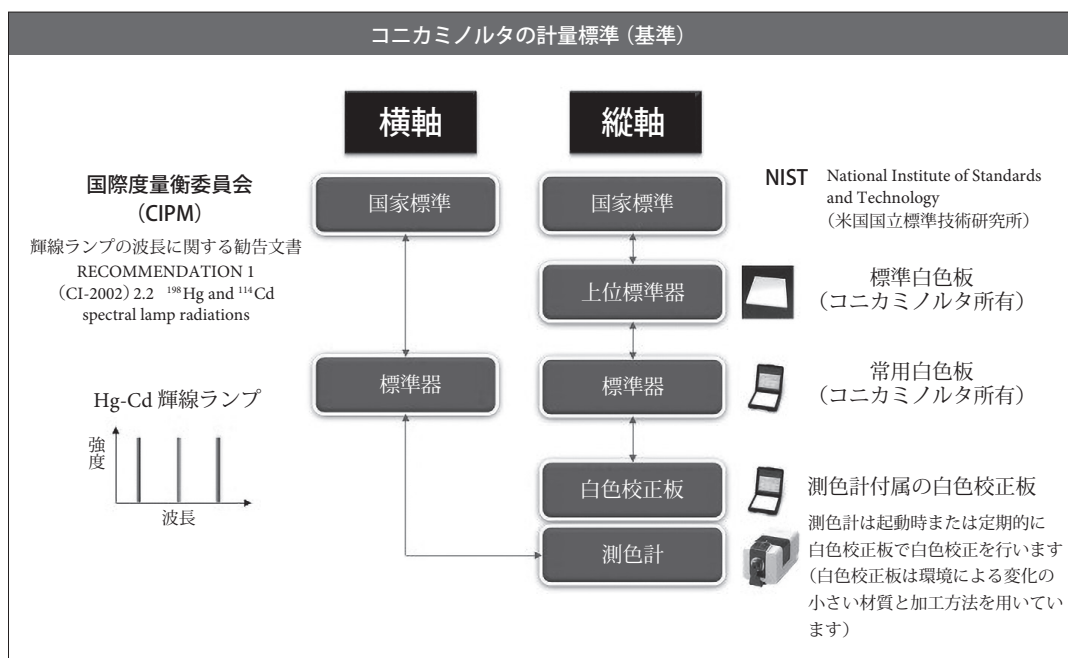 コニカミノルタの計量標準（基準）
横軸
縦軸
国際度量衡委員会
（CIPM）
輝線ランプの波長に関する勧告文書
RECOMMENDATION 1
（CI-2002）2.2　¹⁹⁸Hg and ¹¹⁴Cd
spectral lamp radiations
国家標準
国家標準
NIST
National Institute of Standards
and Technology
（米国国立標準技術研究所）
上位標準器
標準白色板
（コニカミノルタ所有）
Hg-Cd 輝線ランプ
強度
波長
標準器
標準器
常用白色板
（コニカミノルタ所有）
白色校正板
測色計付属の白色校正板
測色計
測色計は起動時または定期的に
白色校正板で白色校正を行います
（白色校正板は環境による変化の
小さい材質と加工方法を用いてい
ます）